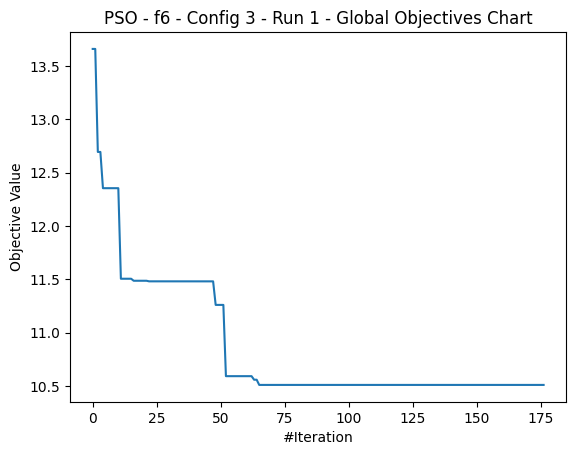 PSO - f6 - Config 3 - Run 1 - Global Objectives Chart
13.5
13.0
12.5
12.0
11.5
11.0
10.5
Objective Value
0 25 50 75 100 125 150 175
#Iteration